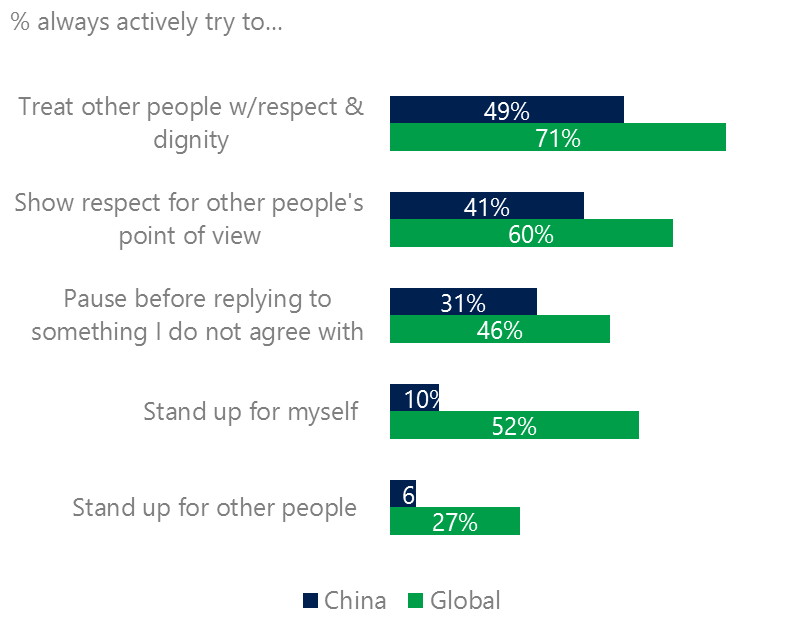 % always actively try to...
Treat other people w/respect &
dignity
49%
71%
Show respect for other people's
point of view
41%
60%
Pause before replying to
something I do not agree with
31%
46%
Stand up for myself
10%
52%
Stand up for other people
6
27%
China
Global